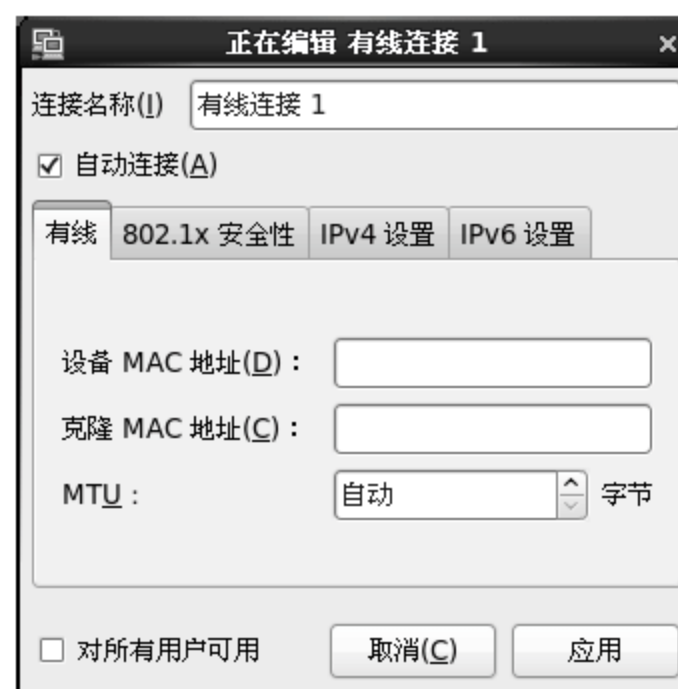 正在编辑 有线连接 1
连接名称(I) 有线连接 1
自动连接(A)
有线 802.1x 安全性 IPv4 设置 IPv6 设置
设备 MAC 地址(D)：
克隆 MAC 地址(C)：
MTU： 自动 字节
对所有用户可用 取消(C) 应用